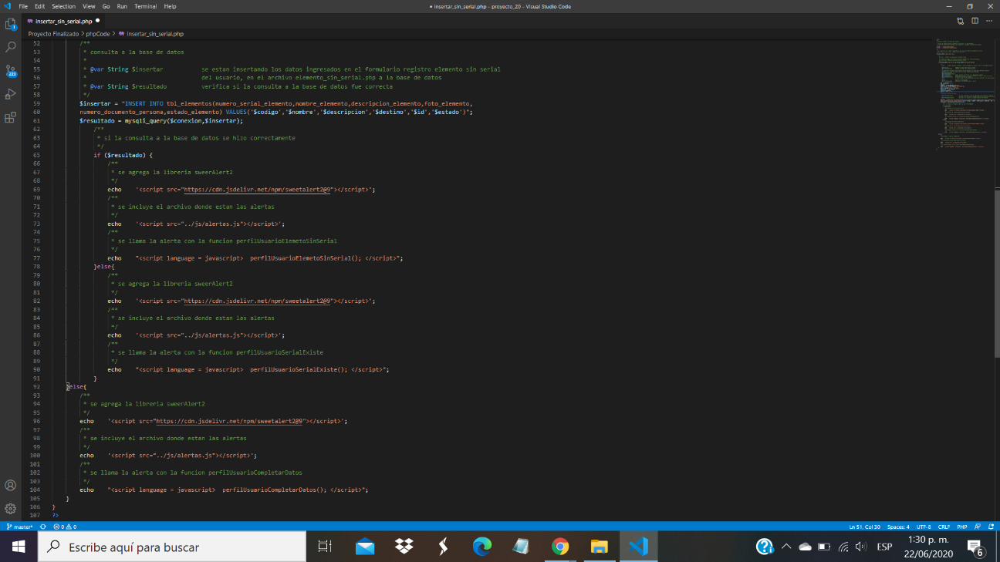 File Edit Selection View Go Run Terminal Help
● insertar_sin_serial.php - proyecto_Z0 - Visual Studio Code
insertar_sin_serial.php ●
Proyecto Finalizado > phpCode > insertar_sin_serial.php
52 /**
53 * consulta a la base de datos
54 *
55 * @var String $insertar se estan insertando los datos ingresados en el formulario registro elemento sin serial
56 * del usuario, en el archivo elemento_sin_serial.php a la base de datos
57 * @var String $resultado verifica si la consulta a la base de datos fue correcta
58 */
59 $insertar = "INSERT INTO tbl_elementos(numero_serial_elemento,nombre_elemento,descripcion_elemento,foto_elemento,
60 numero_documento_persona,estado_elemento) VALUES('$codigo','$nombre','$descripcion','$destino','$id','$estado')";
61 $resultado = mysqli_query($conexion,$insertar);
62 /**
63 * si la consulta a la base de datos se hizo correctamente
64 */
65 if ($resultado) {
66 /**
67 * se agrega la libreria sweerAlert2
68 */
69 echo '<script src="https://cdn.jsdelivr.net/npm/sweetalert2@9"></script>';
70 /**
71 * se incluye el archivo donde estan las alertas
72 */
73 echo '<script src="../js/alertas.js"></script>';
74 /**
75 * se llama la alerta con la funcion perfilUsuarioElemetoSinSerial
76 */
77 echo "<script language = javascript> perfilUsuarioElemetoSinSerial(); </script>";
78 }else{
79 /**
80 * se agrega la libreria sweerAlert2
81 */
82 echo '<script src="https://cdn.jsdelivr.net/npm/sweetalert2@9"></script>';
83 /**
84 * se incluye el archivo donde estan las alertas
85 */
86 echo '<script src="../js/alertas.js"></script>';
87 /**
88 * se llama la alerta con la funcion perfilUsuarioSerialExiste
89 */
90 echo "<script language = javascript> perfilUsuarioSerialExiste(); </script>";
91 }
92 }else{
93 /**
94 * se agrega la libreria sweerAlert2
95 */
96 echo '<script src="https://cdn.jsdelivr.net/npm/sweetalert2@9"></script>';
97 /**
98 * se incluye el archivo donde estan las alertas
99 */
100 echo '<script src="../js/alertas.js"></script>';
101 /**
102 * se llama la alerta con la funcion perfilUsuarioCompletarDatos
103 */
104 echo "<script language = javascript> perfilUsuarioCompletarDatos(); </script>";
105 }
106 }
107 ?>
1
223
master* 0 0 Ln 51, Col 30 Spaces: 4 UTF-8 CRLF PHP
Escribe aquí para buscar
ESP
1:30 p. m.
22/06/2020
6